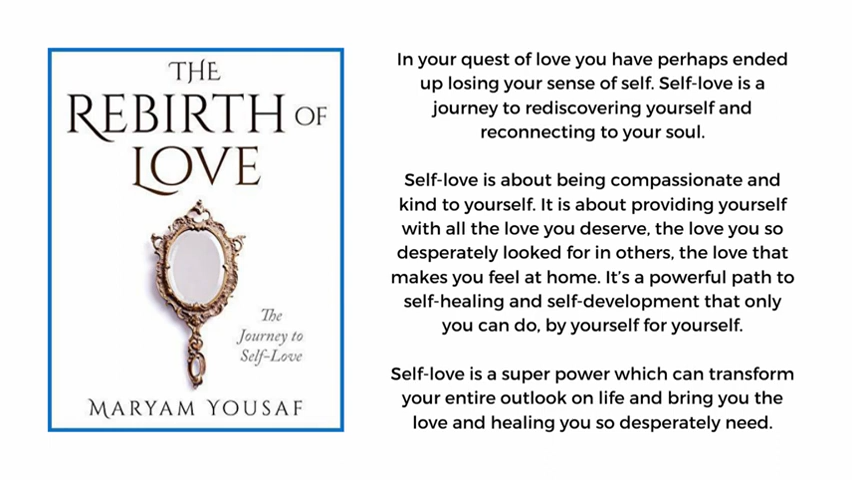 THE
REBIRTH OF
LOVE
The
Journey to
Self-Love
MARYAM YOUSAF
In your quest of love you have perhaps ended
up losing your sense of self. Self-love is a
journey to rediscovering yourself and
reconnecting to your soul.
Self-love is about being compassionate and
kind to yourself. It is about providing yourself
with all the love you deserve, the love you so
desperately looked for in others, the love that
makes you feel at home. It's a powerful path to
self-healing and self-development that only
you can do, by yourself for yourself.
Self-love is a super power which can transform
your entire outlook on life and bring you the
love and healing you so desperately need.